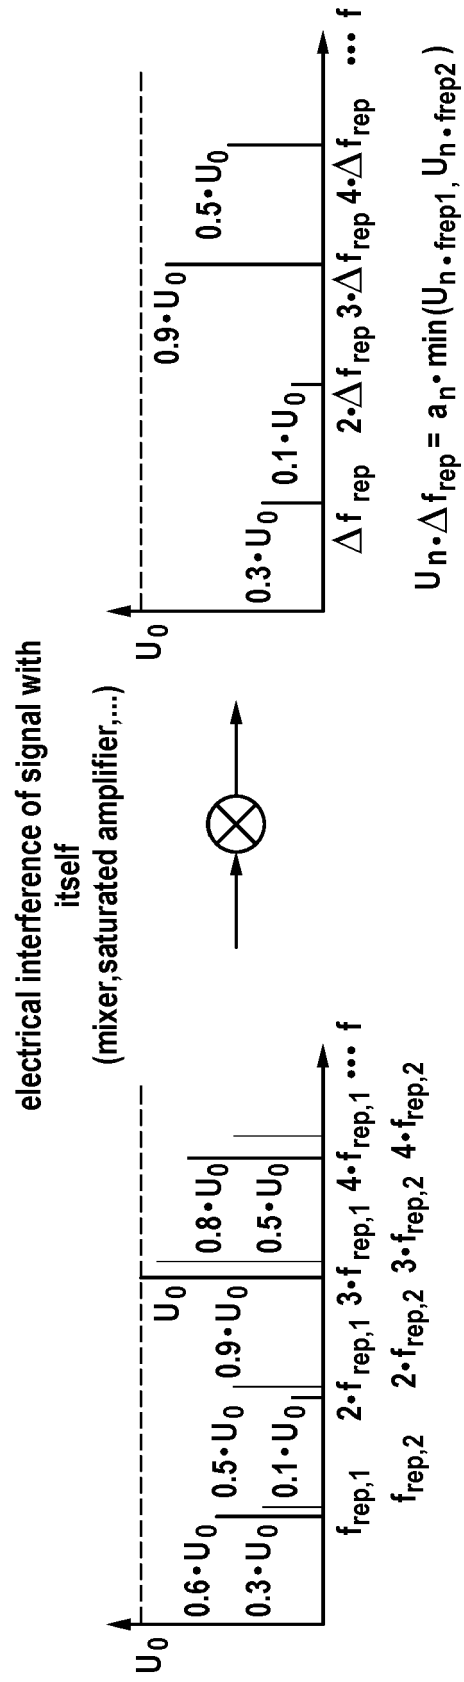 electrical interference of signal with
itself
(mixer,saturated amplifier,...)
U0
0.6•U0
0.3•U0
0.5•U0
0.1•U0
U0
0.9•U0
0.8•U0
0.5•U0
frep,1 2•frep,1 3•frep,1 4•frep,1 ••• f
frep,2 2•frep,2 3•frep,2 4•frep,2
U0
0.3•U0
0.1•U0
0.9•U0
0.5•U0
△frep 2•△frep 3•△frep 4•△frep ••• f
Un•△frep = an•min(Un•frep1, Un•frep2)